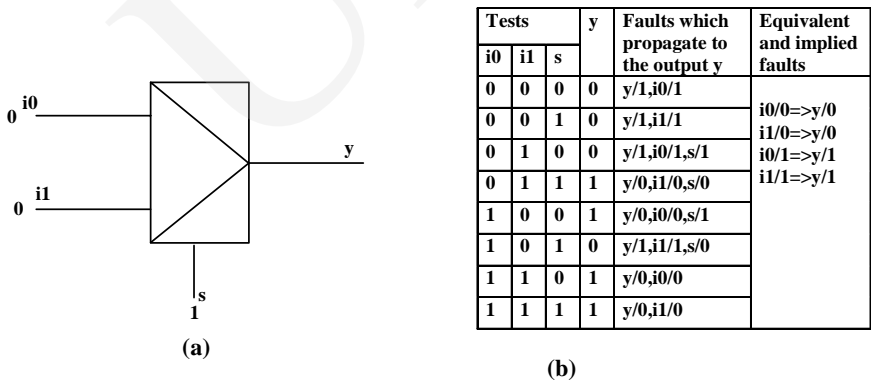 0 i0
0 i1
y
s
1
(a)
Tests y Faults which propagate to the output y Equivalent and implied faults
i0 i1 s
0 0 0 0 y/1,i0/1
0 0 1 0 y/1,i1/1
0 1 0 0 y/1,i0/1,s/1
0 1 1 1 y/0,i1/0,s/0
1 0 0 1 y/0,i0/0,s/1
1 0 1 0 y/1,i1/1,s/0
1 1 0 1 y/0,i0/0
1 1 1 1 y/0,i1/0
i0/0=>y/0
i1/0=>y/0
i0/1=>y/1
i1/1=>y/1
(b)